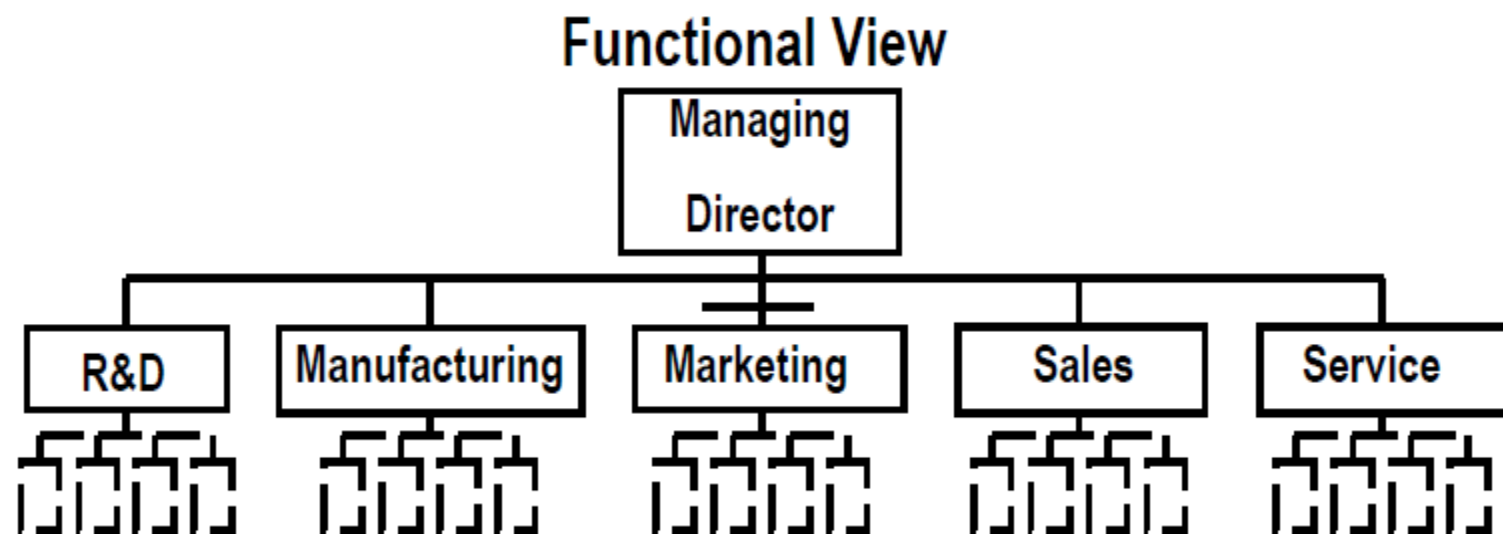 Functional View
Managing
Director
R&D
Manufacturing
Marketing
Sales
Service